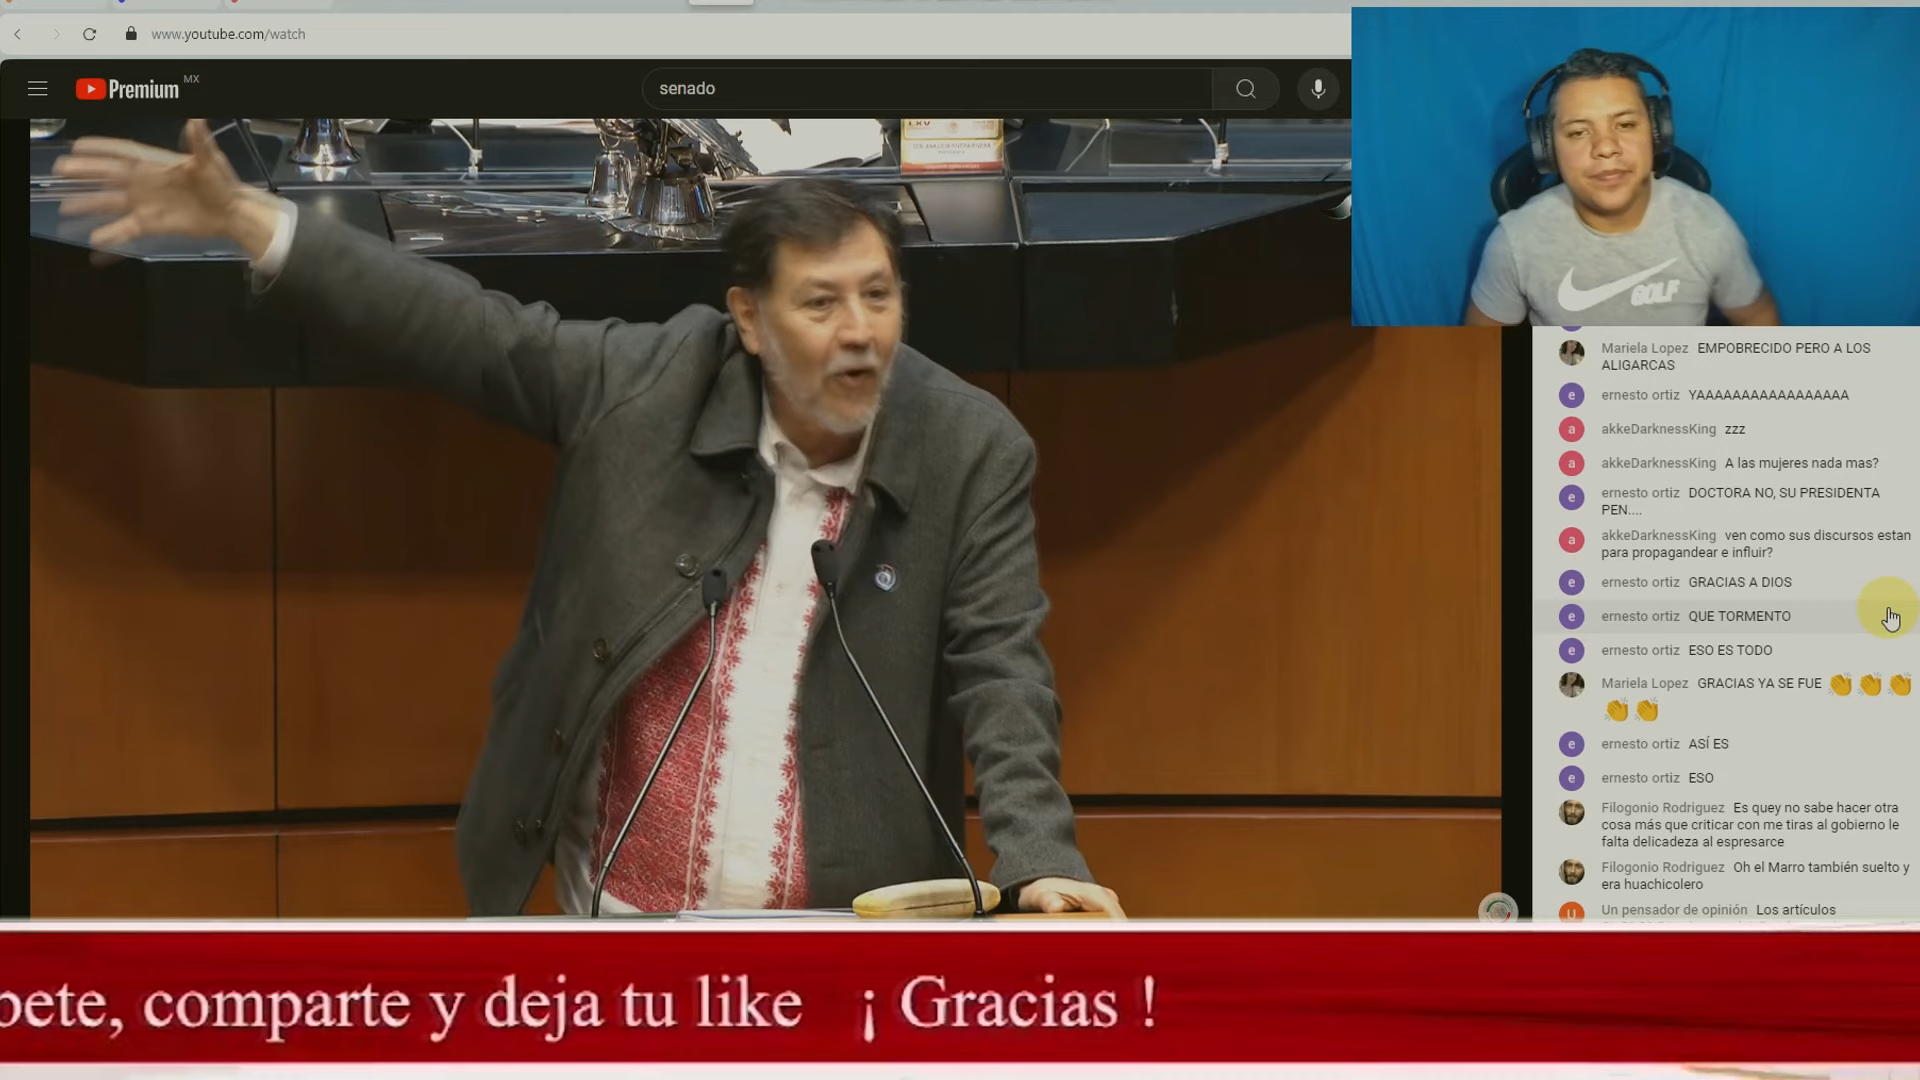 www.youtube.com/watch
Premium MX
senado
GOLF
Mariela Lopez EMPOBRECIDO PERO A LOS
ALIGARCAS
ernesto ortiz YAAAAAAAAAAAAAAAAA
akkeDarknessKing zzz
akkeDarknessKing A las mujeres nada mas?
ernesto ortiz DOCTORA NO, SU PRESIDENTA
PEN....
akkeDarknessKing ven como sus discursos estan
para propagandear e influir?
ernesto ortiz GRACIAS A DIOS
ernesto ortiz QUE TORMENTO
ernesto ortiz ESO ES TODO
Mariela Lopez GRACIAS YA SE FUE 👏👏👏
👏👏
ernesto ortiz ASÍ ES
ernesto ortiz ESO
Filogonio Rodriguez Es quey no sabe hacer otra
cosa más que críticar con me tiras al gobierno le
falta delicadeza al espresarce
Filogonio Rodriguez Oh el Marro también suelto y
era huachicolero
Un pensador de opinión Los artículos
bete, comparte y deja tu like ¡ Gracias !